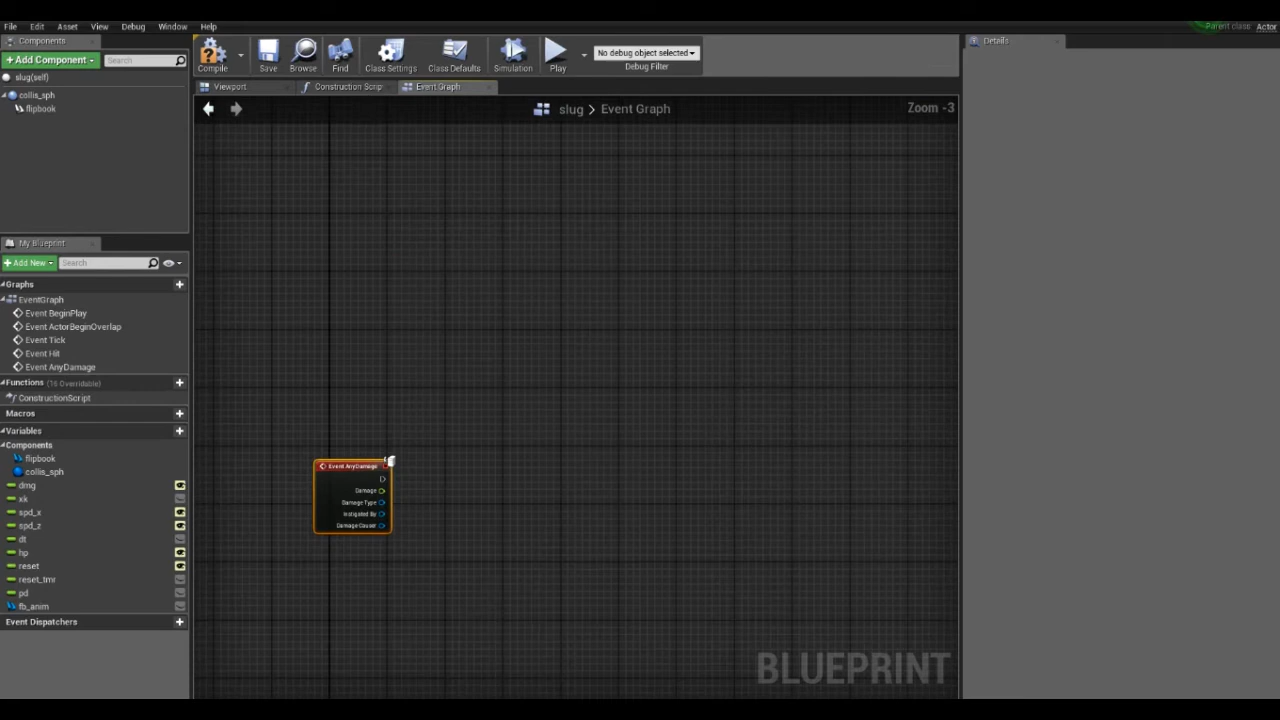 File Edit Asset View Debug Window Help
Parent class Actor
Components
+ Add Component Search
slug(self)
collis_sph
flipbook
Compile Save Browse Find Class Settings Class Defaults Simulation Play
No debug object selected
Debug Filter
Details
Viewport Construction Scrip Event Graph
slug > Event Graph
Zoom -3
My Blueprint
+ Add New Search
Graphs
EventGraph
Event BeginPlay
Event ActorBeginOverlap
Event Tick
Event Hit
Event AnyDamage
Functions (16 Overridable)
ConstructionScript
Macros
Variables
Components
flipbook
collis_sph
dmg
xk
spd_x
spd_z
dt
hp
reset
reset_tmr
pd
fb_anim
Event Dispatchers
Event AnyDamage
Damage
Damage Type
Instigated By
Damage Causer
BLUEPRINT